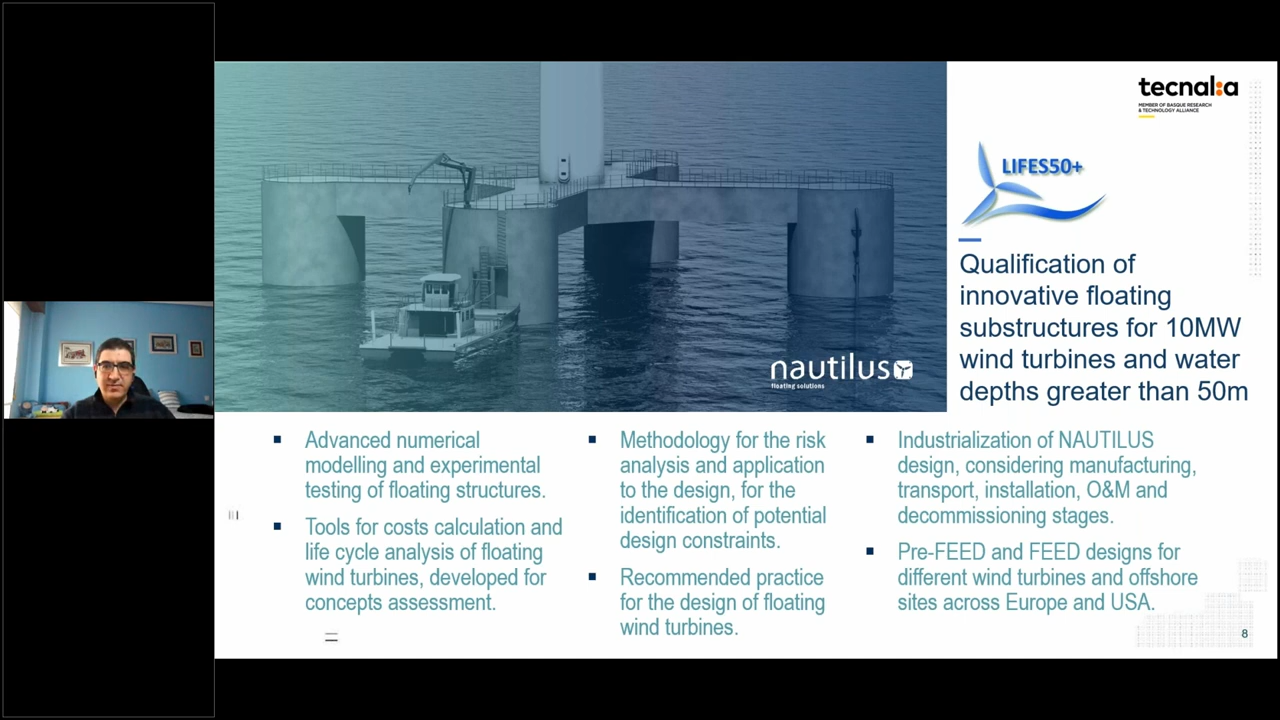 tecnal:a
MEMBER OF BASQUE RESEARCH
& TECHNOLOGY ALLIANCE
LIFES50+
Qualification of
innovative floating
substructures for 10MW
wind turbines and water
depths greater than 50m
nautilus
floating solutions
Advanced numerical
modelling and experimental
testing of floating structures.
Tools for costs calculation and
life cycle analysis of floating
wind turbines, developed for
concepts assessment.
Methodology for the risk
analysis and application
to the design, for the
identification of potential
design constraints.
Recommended practice
for the design of floating
wind turbines.
Industrialization of NAUTILUS
design, considering manufacturing,
transport, installation, O&M and
decommissioning stages.
Pre-FEED and FEED designs for
different wind turbines and offshore
sites across Europe and USA.
8